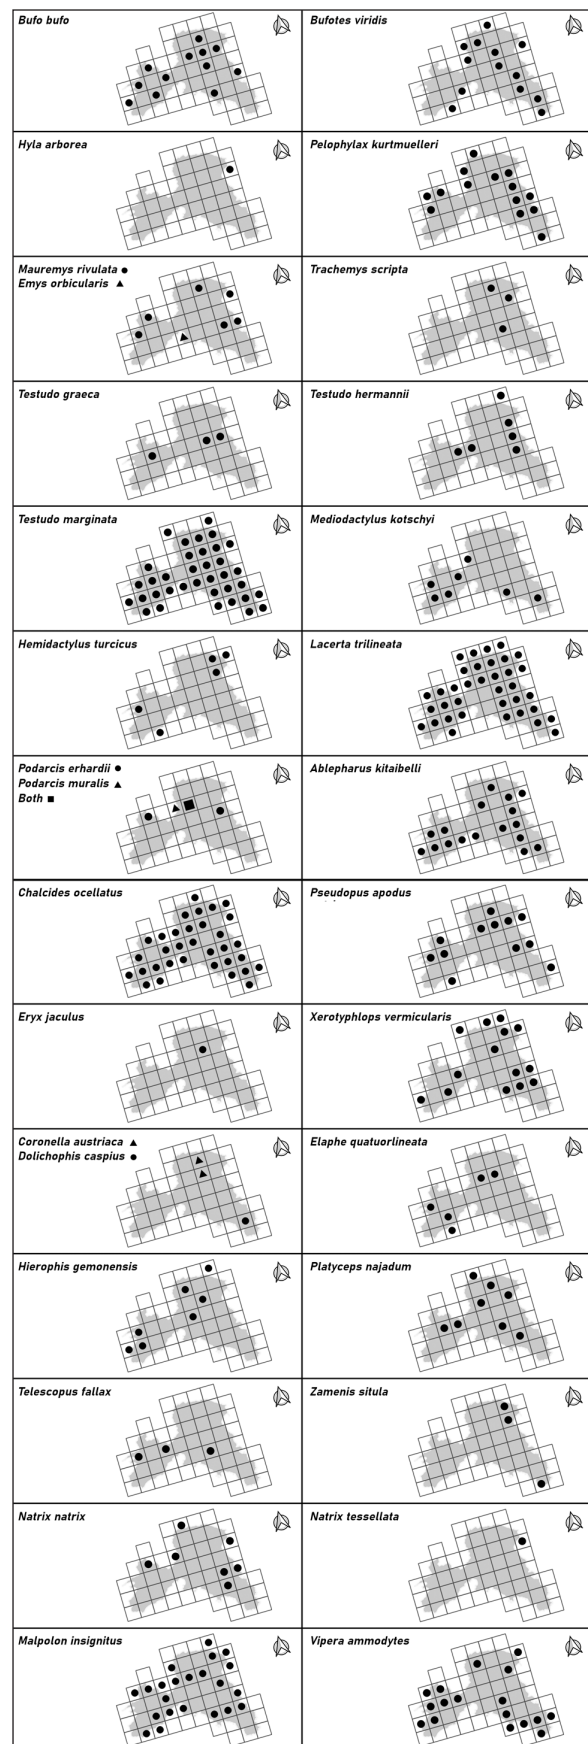 Bufo bufo
Bufotes viridis
Hyla arborea
Pelophylax kurtmuelleri
Mauremys rivulata
Emys orbicularis
Trachemys scripta
Testudo graeca
Testudo hermannii
Testudo marginata
Mediodactylus kotschyi
Hemidactylus turcicus
Lacerta trilineata
Podarcis erhardii
Podarcis muralis
Both
Ablepharus kitaibelli
Chalcides ocellatus
Pseudopus apodus
Eryx jaculus
Xerotyphlops vermicularis
Coronella austriaca
Dolichophis caspius
Elaphe quatuorlineata
Hierophis gemonensis
Platyceps najadum
Telescopus fallax
Zamenis situla
Natrix natrix
Natrix tessellata
Malpolon insignitus
Vipera ammodytes